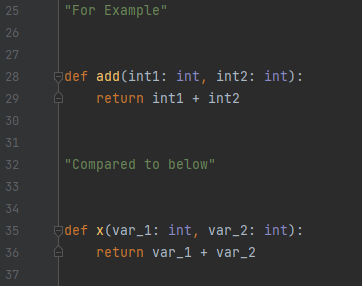 25 "For Example"
26
27
28 def add(int1: int, int2: int):
29     return int1 + int2
30
31
32 "Compared to below"
33
34
35 def x(var_1: int, var_2: int):
36     return var_1 + var_2
37